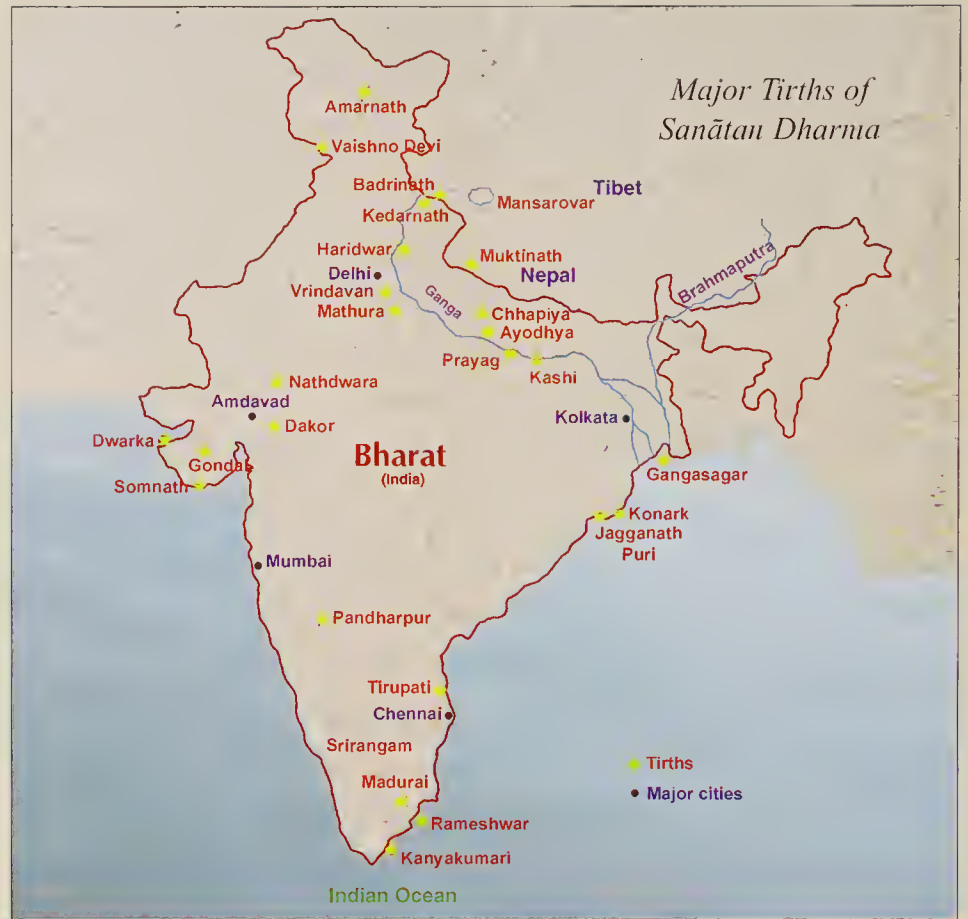 Major Tirths of
Sanātan Dharma
Amarnath
Vaishno Devi
Badrinath
Tibet
Mansarovar
Kedarnath
Haridwar
Muktinath
Delhi
Nepal
Brahmaputra
Vrindavan
Ganga
Mathura
Chhapiya
Ayodhya
Prayag
Kashi
Nathdwara
Amdavad
Kolkata
Dakor
Dwarka
Bharat
(India)
Gondal
Gangasagar
Somnath
Konark
Jagganath
Puri
Mumbai
Pandharpur
Tirupati
Chennai
Srirangam
Tirths
Madurai
Major cities
Rameshwar
Kanyakumari
Indian Ocean